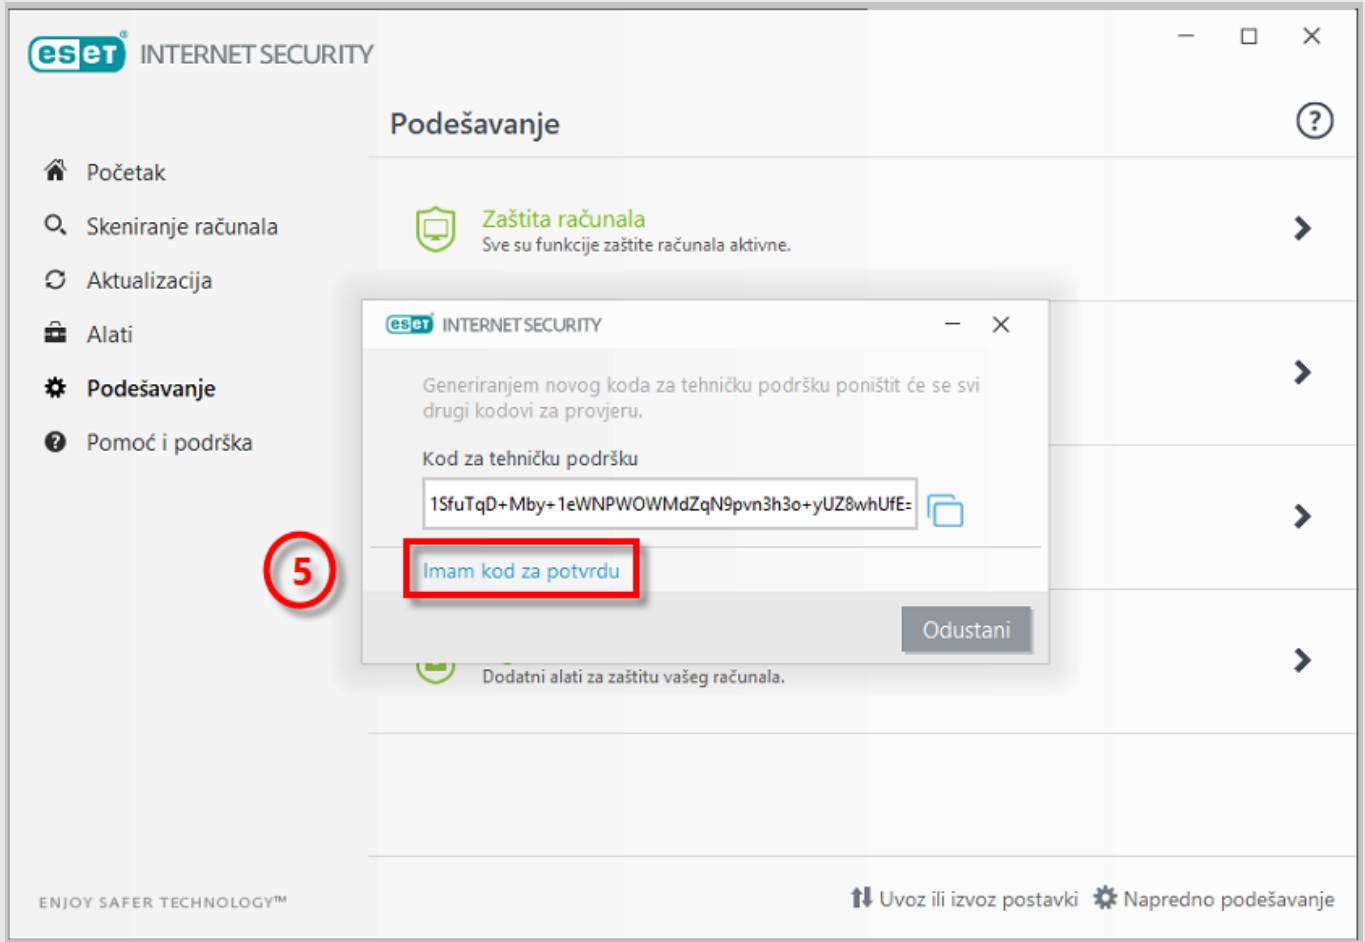 eseT® INTERNET SECURITY
Podešavanje
?
Početak
Skeniranje računala
Aktualizacija
Alati
Podešavanje
Pomoć i podrška
Zaštita računala
Sve su funkcije zaštite računala aktivne.
eseT INTERNET SECURITY
Generiranjem novog koda za tehničku podršku poništit će se svi
drugi kodovi za provjeru.
Kod za tehničku podršku
1SfuTqD+Mby+1eWNPWOWMdZqN9pvn3h3o+yUZ8whUfE=
5
Imam kod za potvrdu
Odustani
Dodatni alati za zaštitu vašeg računala.
ENJOY SAFER TECHNOLOGY™
Uvoz ili izvoz postavki
Napredno podešavanje